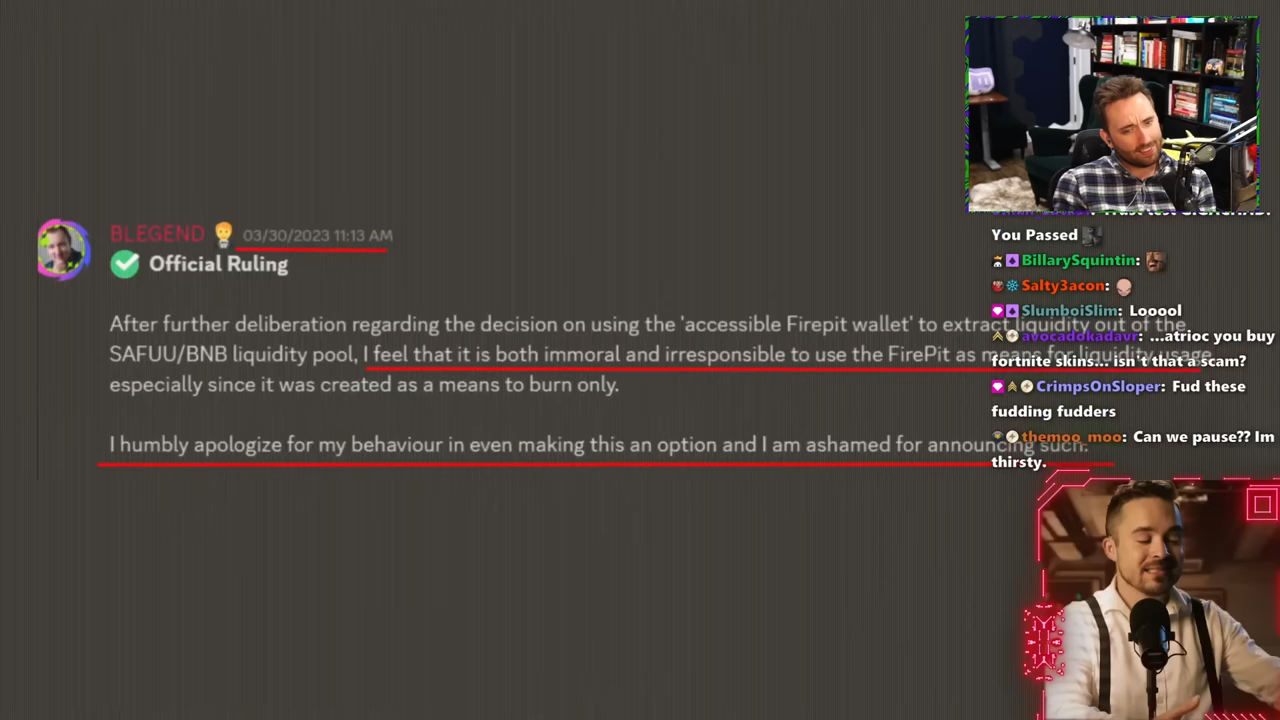 BLEGEND 03/30/2023 11:13 AM
Official Ruling
After further deliberation regarding the decision on using the 'accessible Firepit wallet' to extract liquidity out of the
SAFUU/BNB liquidity pool, I feel that it is both immoral and irresponsible to use the FirePit as means for liquidity usage
especially since it was created as a means to burn only.
I humbly apologize for my behaviour in even making this an option and I am ashamed for announcing such.
You Passed
BillarySquintin:
Salty3acon:
SlumboiSlim: Looool
avocadokadavr: ...atrioc you buy
fortnite skins... isn't that a scam?
CrimpsOnSloper: Fud these
fudding fudders
themoo_moo: Can we pause?? Im
thirsty.